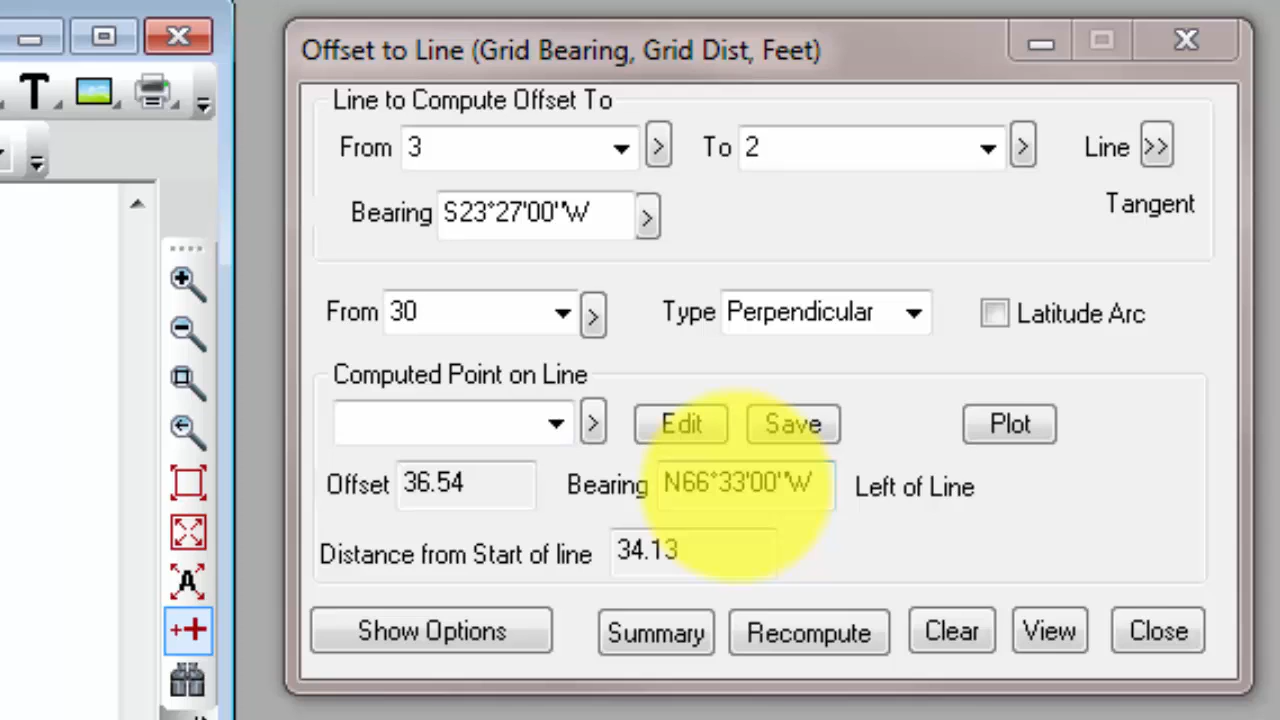 Offset to Line (Grid Bearing, Grid Dist, Feet)
T
Line to Compute Offset To
From 3 > To 2 > Line >>
Bearing S23°27'00"W > Tangent
From 30 > Type Perpendicular Latitude Arc
Computed Point on Line
> Edit Save Plot
Offset 36.54 Bearing N66°33'00"W Left of Line
Distance from Start of line 34.13
A
Show Options Summary Recompute Clear View Close